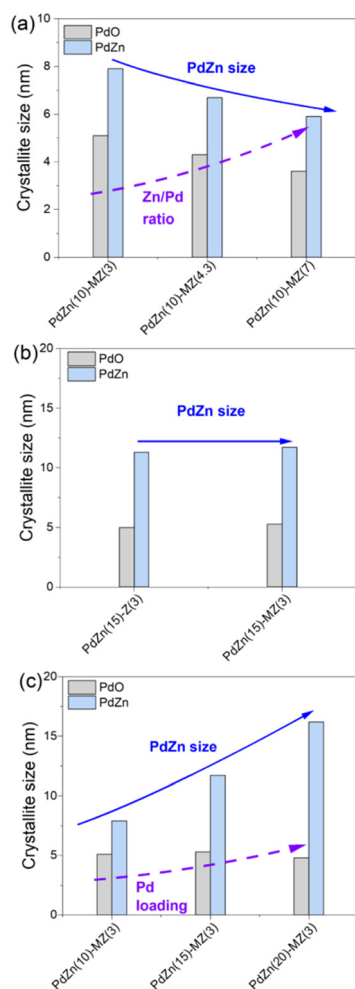 (a)
PdO
PdZn
PdZn size
Zn/Pd
ratio
Crystallite size (nm)
10
8
6
4
2
0
PdZn(10)-MZ(3)
PdZn(10)-MZ(4.3)
PdZn(10)-MZ(7)
(b)
PdO
PdZn
PdZn size
Crystallite size (nm)
20
15
10
5
0
PdZn(15)-Z(3)
PdZn(15)-MZ(3)
(c)
PdO
PdZn
PdZn size
Pd
loading
Crystallite size (nm)
20
15
10
5
0
PdZn(10)-MZ(3)
PdZn(15)-MZ(3)
PdZn(20)-MZ(3)